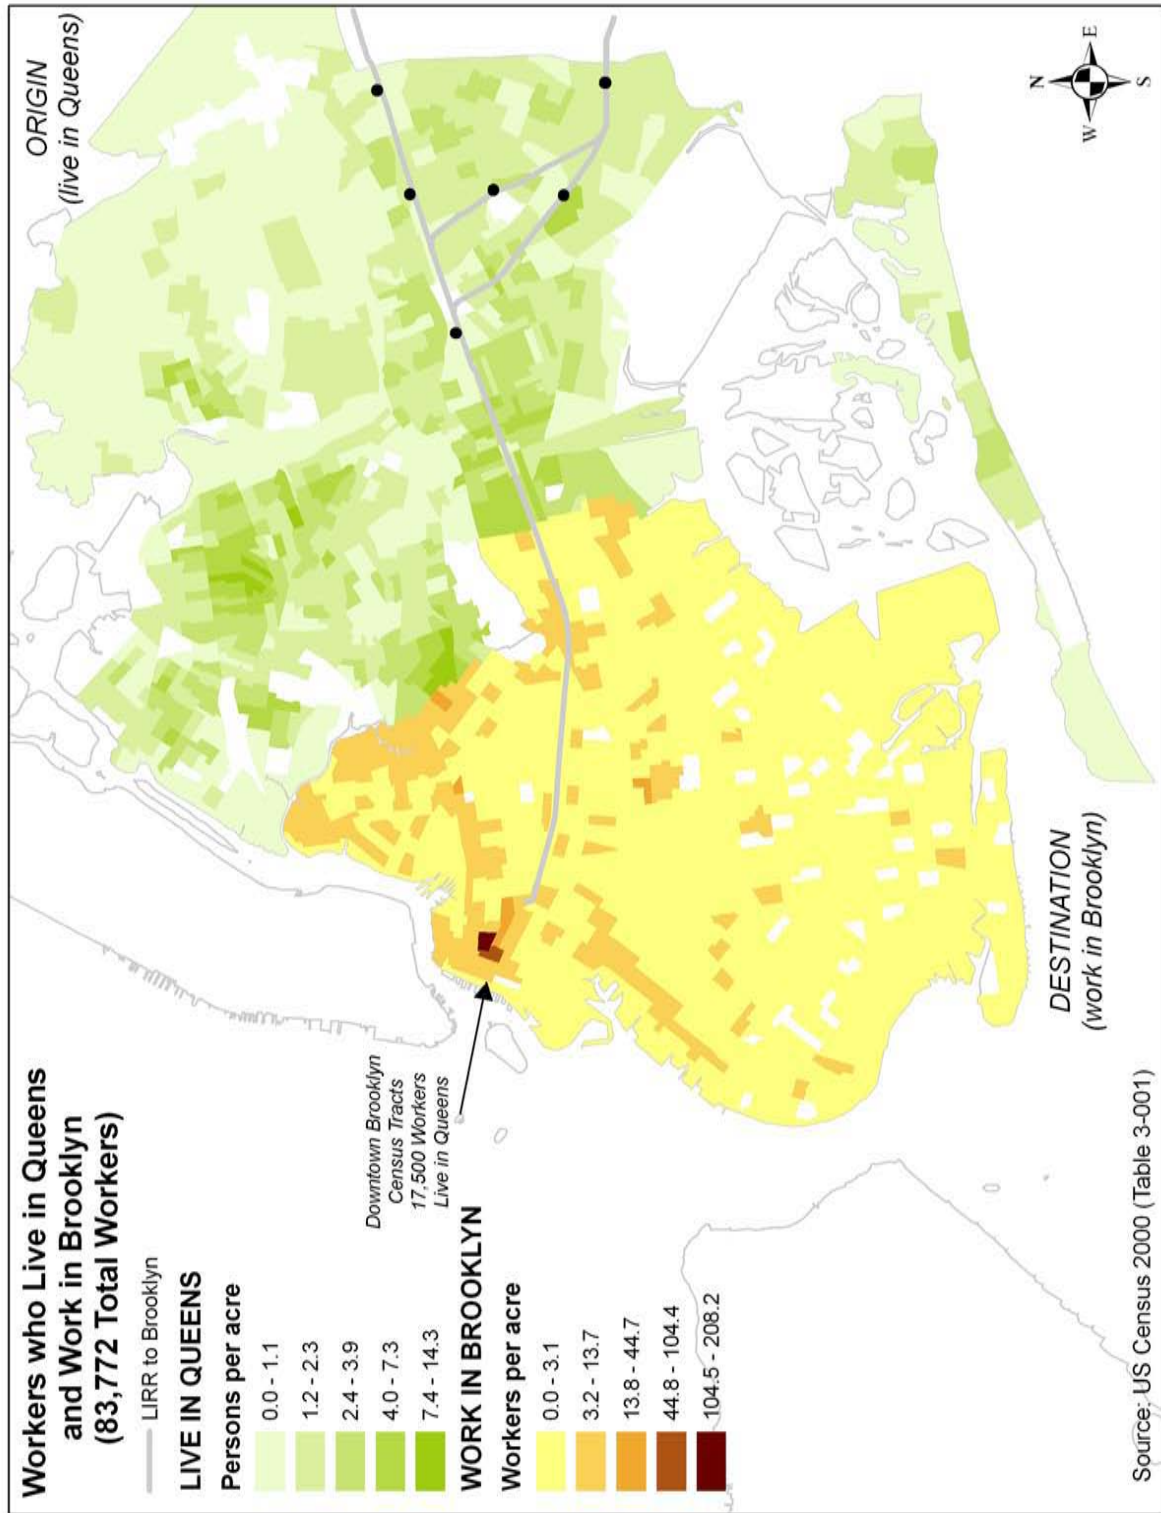 Workers who Live in Queens
and Work in Brooklyn
(83,772 Total Workers)
LIRR to Brooklyn
LIVE IN QUEENS
Persons per acre
0.0 - 1.1
1.2 - 2.3
2.4 - 3.9
4.0 - 7.3
7.4 - 14.3
WORK IN BROOKLYN
Workers per acre
0.0 - 3.1
3.2 - 13.7
13.8 - 44.7
44.8 - 104.4
104.5 - 208.2
Downtown Brooklyn
Census Tracts
17,500 Workers
Live in Queens
ORIGIN
(live in Queens)
DESTINATION
(work in Brooklyn)
N
W
E
S
Source: US Census 2000 (Table 3-001)